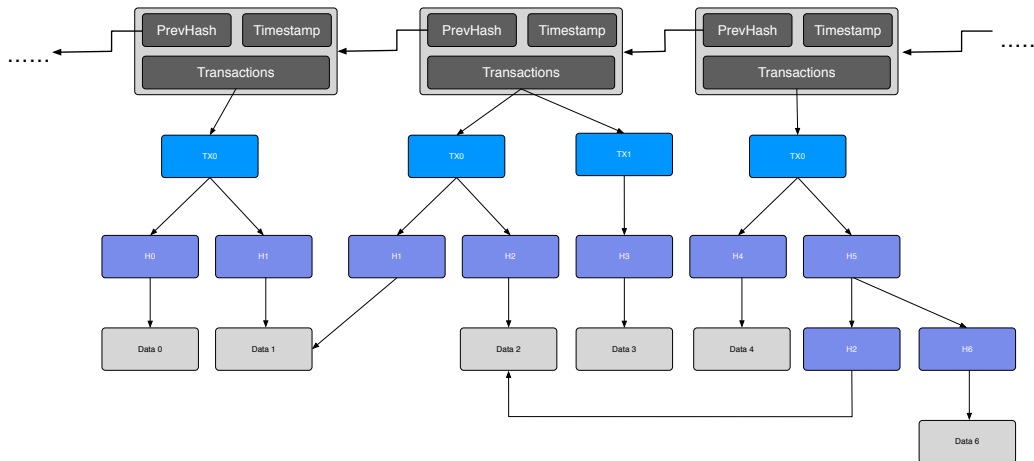 PrevHash Timestamp PrevHash Timestamp PrevHash Timestamp
...... ......
Transactions Transactions Transactions
TX0 TX0 TX1 TX0
H0 H1 H1 H2 H3 H4 H5
Data 0 Data 1 Data 2 Data 3 Data 4 H2 H6
Data 6